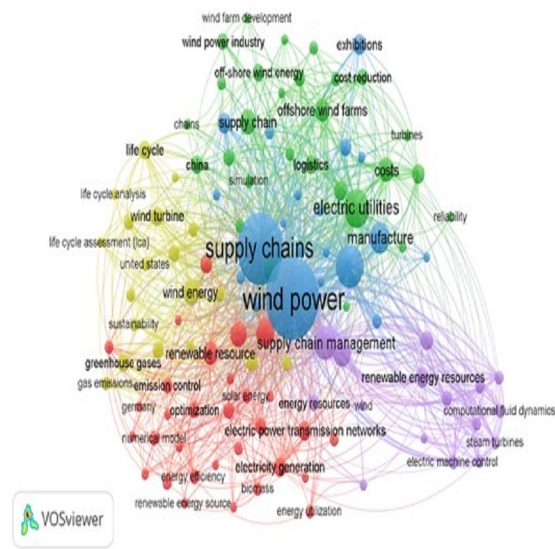 wind farm development
wind power industry
exhibitions
off-shore wind energy
cost reduction
offshore wind farms
chains
supply chain
turbines
life cycle
china
logistics
costs
simulation
life cycle analysis
electric utilities
wind turbine
reliability
life cycle assessment (lca)
manufacture
supply chains
united states
wind energy
wind power
sustainability
supply chain management
renewable resource
greenhouse gases
renewable energy resources
gas emissions
emission control
solar energy
germany
optimization
energy resources
wind
computational fluid dynamics
numerical model
electric power transmission networks
steam turbines
electricity generation
electric machine control
energy efficiency
biomass
renewable energy source
energy utilization
VOSviewer